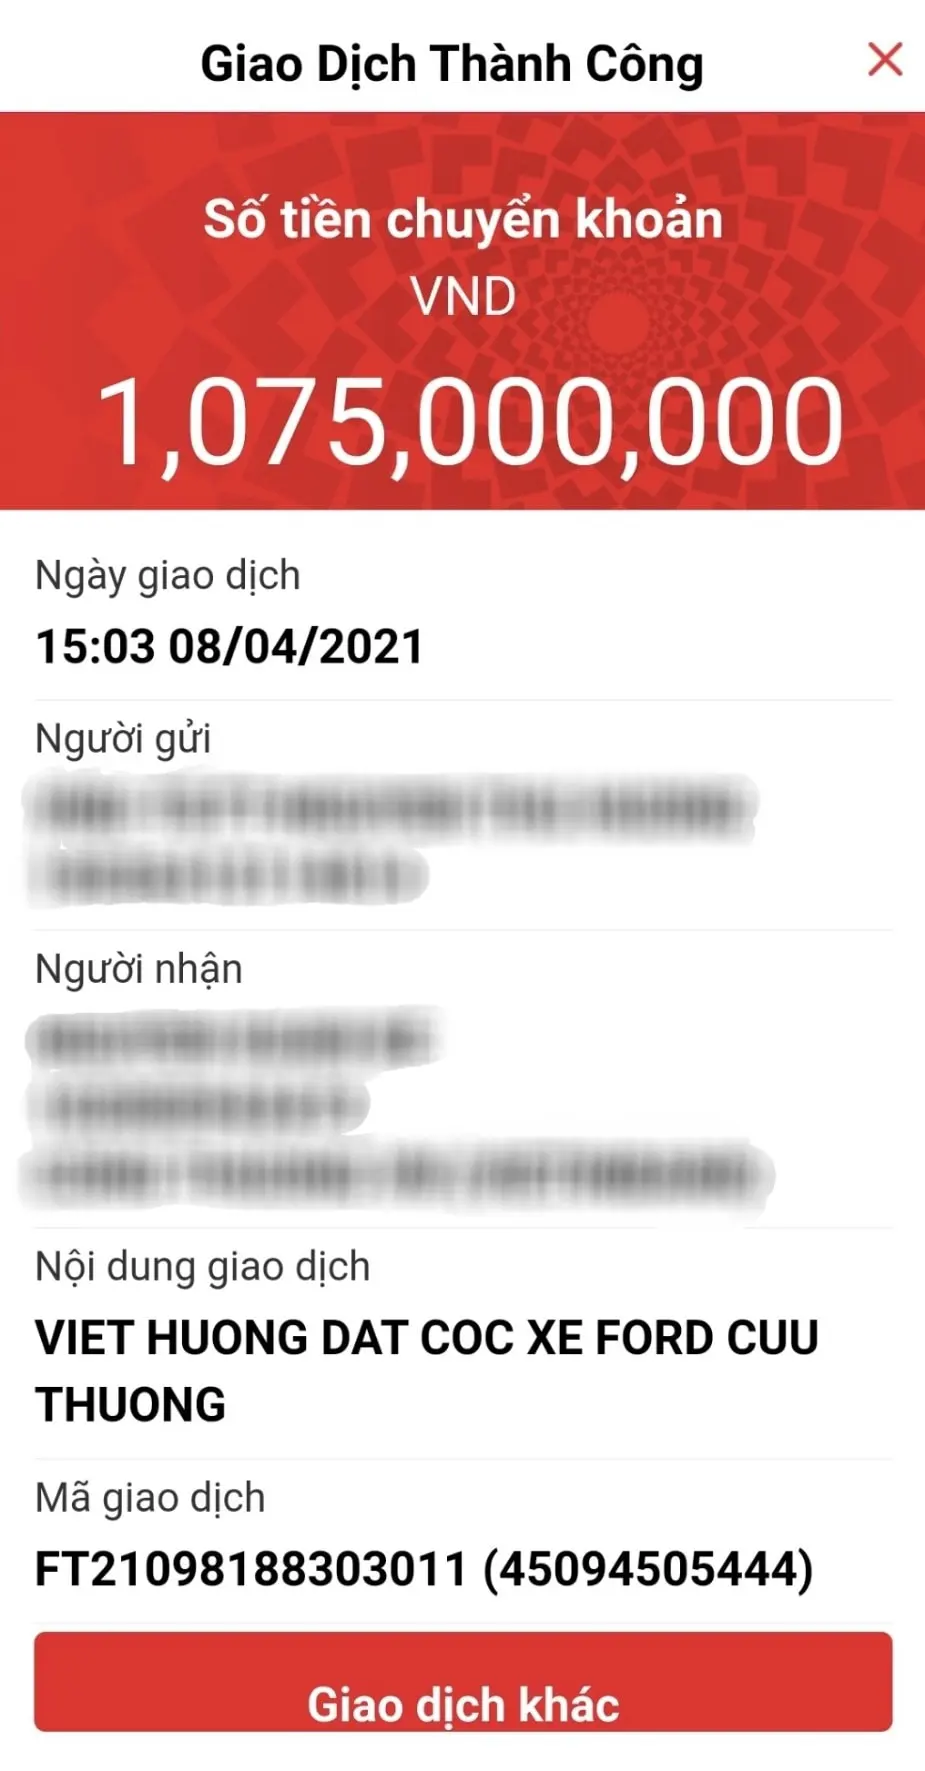 Giao Dịch Thành Công
Số tiền chuyển khoản
VND
1,075,000,000
Ngày giao dịch
15:03 08/04/2021
Người gửi
Người nhận
Nội dung giao dịch
VIET HUONG DAT COC XE FORD CUU
THUONG
Mã giao dịch
FT21098188303011 (45094505444)
Giao dịch khác